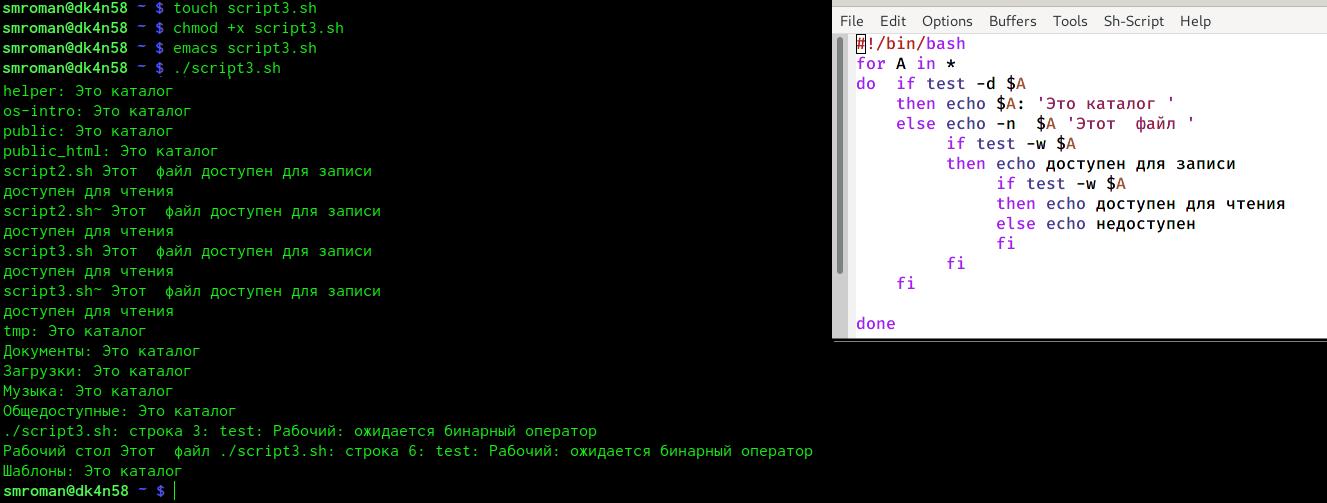 smroman@dk4n58 ~ $ touch script3.sh
smroman@dk4n58 ~ $ chmod +x script3.sh
smroman@dk4n58 ~ $ emacs script3.sh
smroman@dk4n58 ~ $ ./script3.sh
helper: Это каталог
os-intro: Это каталог
public: Это каталог
public_html: Это каталог
script2.sh Этот  файл доступен для записи
доступен для чтения
script2.sh~ Этот  файл доступен для записи
доступен для чтения
script3.sh Этот  файл доступен для записи
доступен для чтения
script3.sh~ Этот  файл доступен для записи
доступен для чтения
tmp: Это каталог
Документы: Это каталог
Загрузки: Это каталог
Музыка: Это каталог
Общедоступные: Это каталог
./script3.sh: строка 3: test: Рабочий: ожидается бинарный оператор
Рабочий стол Этот  файл ./script3.sh: строка 6: test: Рабочий: ожидается бинарный оператор
Шаблоны: Это каталог
smroman@dk4n58 ~ $
File Edit Options Buffers Tools Sh-Script Help
#!/bin/bash
for A in *
do  if test -d $A
    then echo $A: 'Это каталог '
    else echo -n  $A 'Этот  файл '
         if test -w $A
         then echo доступен для записи
              if test -w $A
              then echo доступен для чтения
              else echo недоступен
              fi
         fi
    fi
done